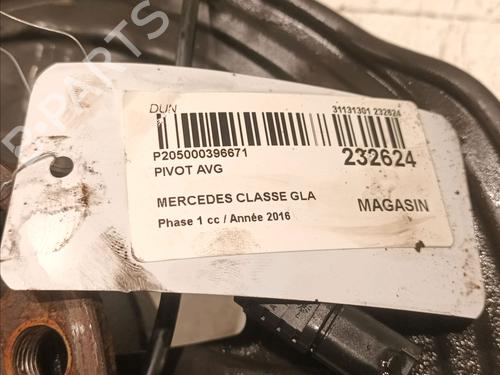 DUN
31131301 232624
P205000396671
232624
PIVOT AVG
MERCEDES CLASSE GLA
MAGASIN
Phase 1 cc / Année 2016
B-PARTS